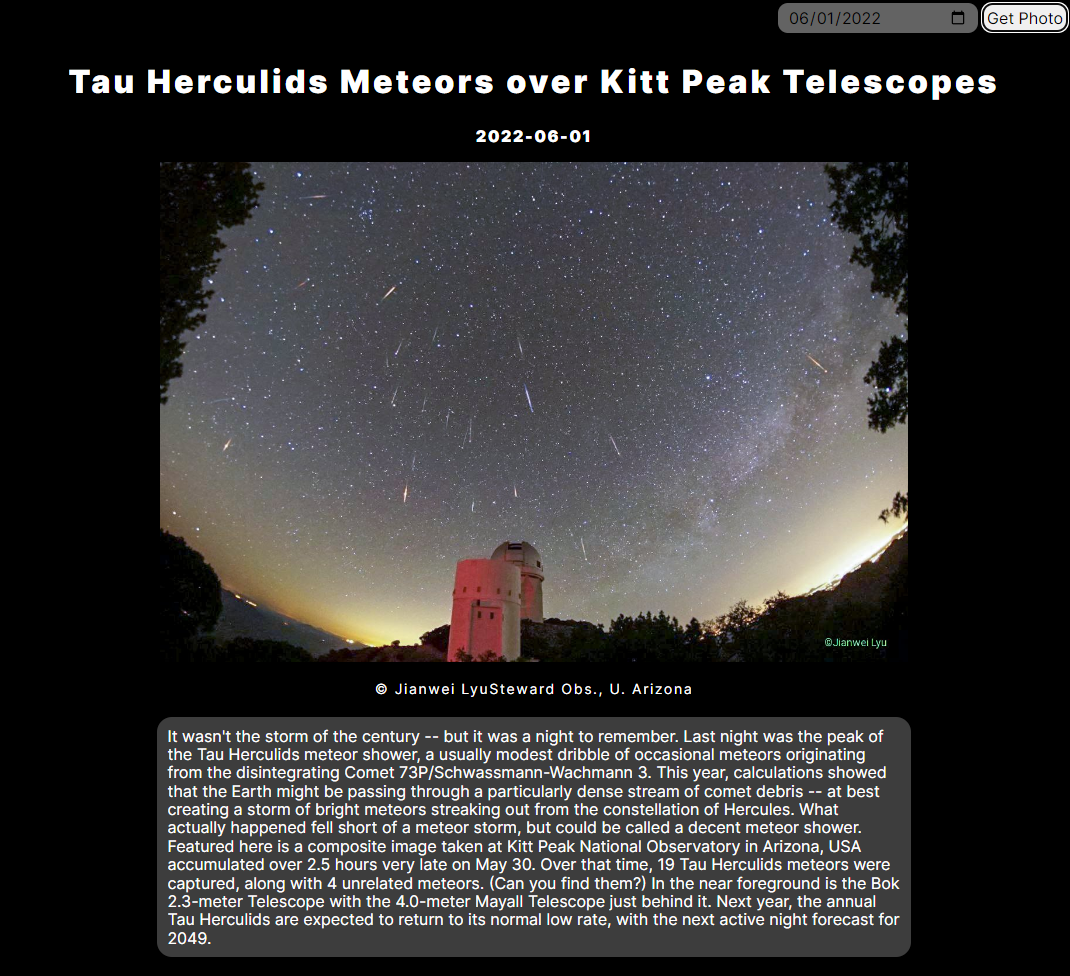 06/01/2022
Get Photo
Tau Herculids Meteors over Kitt Peak Telescopes
2022-06-01
©Jianwei Lyu
© Jianwei LyuSteward Obs., U. Arizona
It wasn't the storm of the century -- but it was a night to remember. Last night was the peak of
the Tau Herculids meteor shower, a usually modest dribble of occasional meteors originating
from the disintegrating Comet 73P/Schwassmann-Wachmann 3. This year, calculations showed
that the Earth might be passing through a particularly dense stream of comet debris -- at best
creating a storm of bright meteors streaking out from the constellation of Hercules. What
actually happened fell short of a meteor storm, but could be called a decent meteor shower.
Featured here is a composite image taken at Kitt Peak National Observatory in Arizona, USA
accumulated over 2.5 hours very late on May 30. Over that time, 19 Tau Herculids meteors were
captured, along with 4 unrelated meteors. (Can you find them?) In the near foreground is the Bok
2.3-meter Telescope with the 4.0-meter Mayall Telescope just behind it. Next year, the annual
Tau Herculids are expected to return to its normal low rate, with the next active night forecast for
2049.